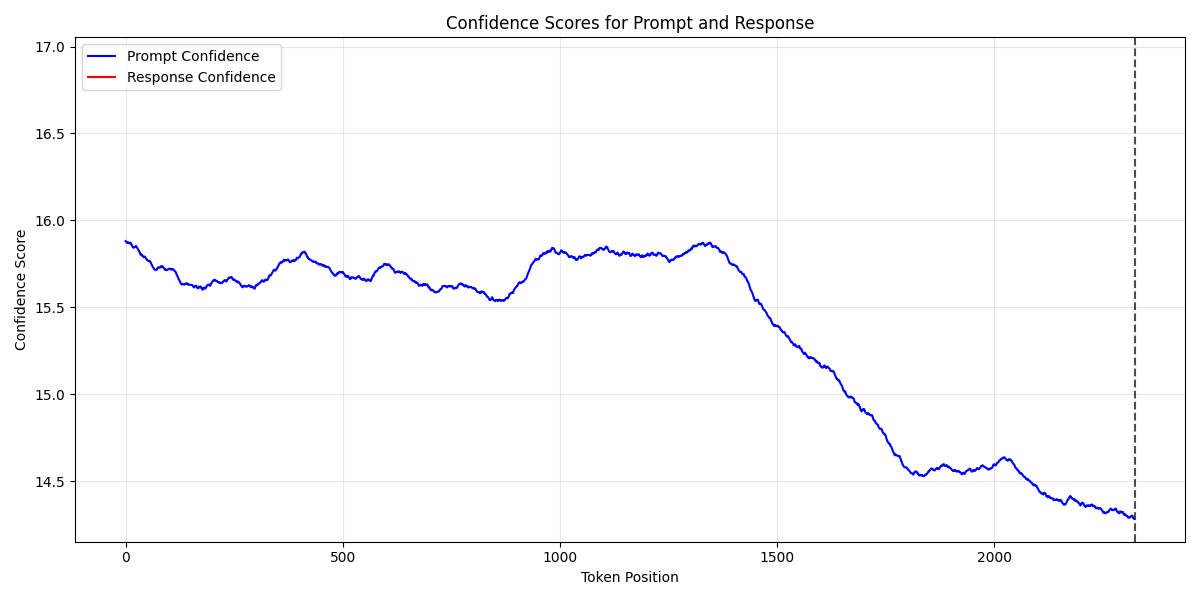 Confidence Scores for Prompt and Response
Prompt Confidence
Response Confidence
17.0
16.5
16.0
15.5
15.0
14.5
Confidence Score
0 500 1000 1500 2000
Token Position